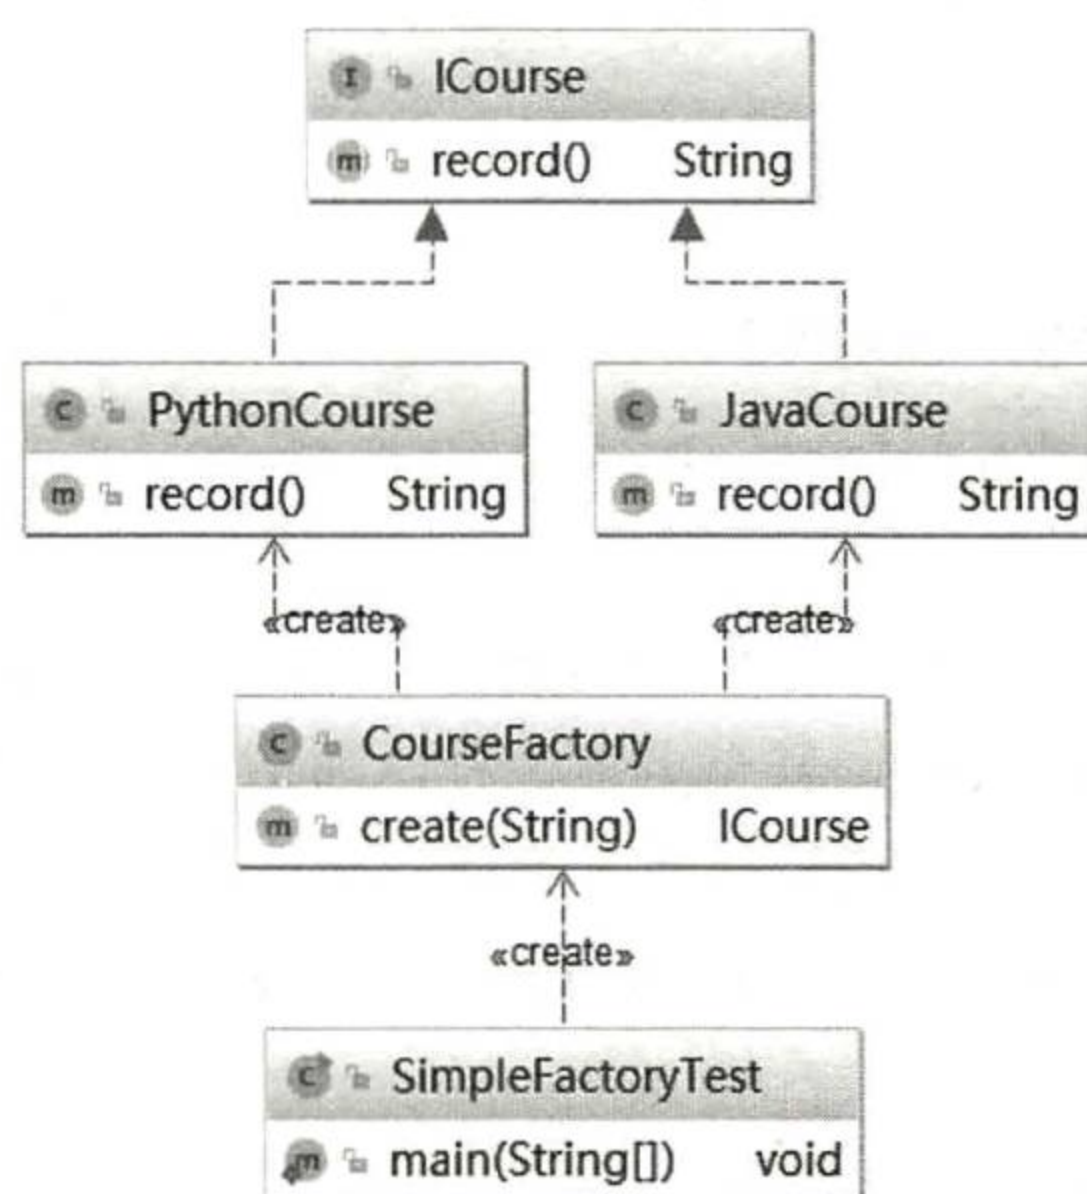 I ICourse
m record() String
C PythonCourse
m record() String
C JavaCourse
m record() String
«create»
«create»
C CourseFactory
m create(String) ICourse
«create»
C SimpleFactoryTest
m main(String[]) void